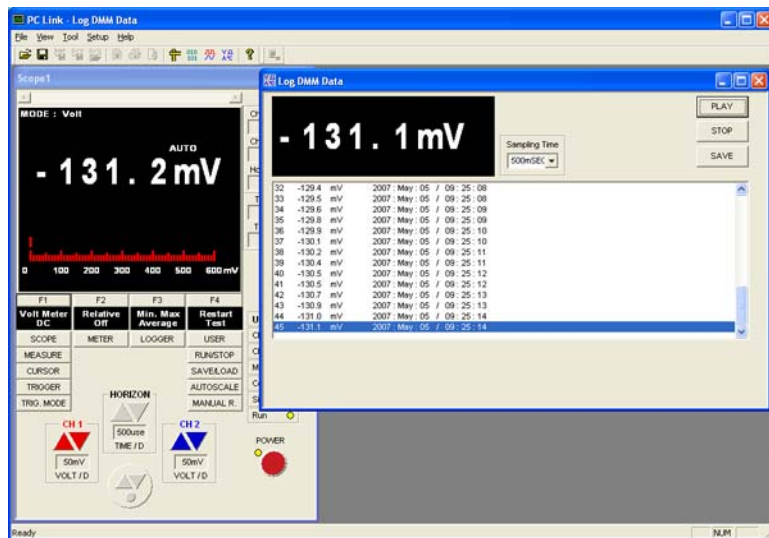 PC Link - Log DMM Data
File View Tool Setup Help
Scope1
MODE : Volt
AUTO
- 131.2mV
0 100 200 300 400 500 600mV
F1 F2 F3 F4
Volt Meter DC
Relative Off
Min. Max Average
Restart Test
SCOPE METER LOGGER USER
MEASURE RUN/STOP
CURSOR SAVE/LOAD
TRIGGER AUTOSCALE
TRIG. MODE MANUAL R.
HORIZON
500use
TIME / D
CH 1
50mV
VOLT / D
CH 2
50mV
VOLT / D
Run
POWER
Log DMM Data
- 131.1mV
Sampling Time
500mSEC
PLAY
STOP
SAVE
32 -129.4 mV 2007 : May : 05 / 09 : 25 : 08
33 -129.5 mV 2007 : May : 05 / 09 : 25 : 08
34 -129.6 mV 2007 : May : 05 / 09 : 25 : 09
35 -129.8 mV 2007 : May : 05 / 09 : 25 : 09
36 -129.9 mV 2007 : May : 05 / 09 : 25 : 10
37 -130.1 mV 2007 : May : 05 / 09 : 25 : 10
38 -130.2 mV 2007 : May : 05 / 09 : 25 : 11
39 -130.4 mV 2007 : May : 05 / 09 : 25 : 11
40 -130.5 mV 2007 : May : 05 / 09 : 25 : 12
41 -130.5 mV 2007 : May : 05 / 09 : 25 : 12
42 -130.7 mV 2007 : May : 05 / 09 : 25 : 13
43 -130.9 mV 2007 : May : 05 / 09 : 25 : 13
44 -131.0 mV 2007 : May : 05 / 09 : 25 : 14
45 -131.1 mV 2007 : May : 05 / 09 : 25 : 14
Ready
NUM